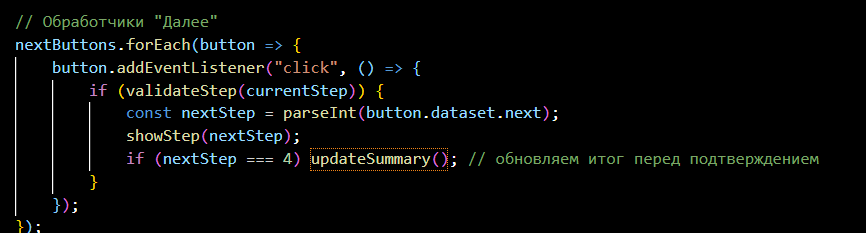 // Обработчики "Далее"
nextButtons.forEach(button => {
button.addEventListener("click", () => {
if (validateStep(currentStep)) {
const nextStep = parseInt(button.dataset.next);
showStep(nextStep);
if (nextStep === 4) updateSummary(); // обновляем итог перед подтверждением
}
});
});